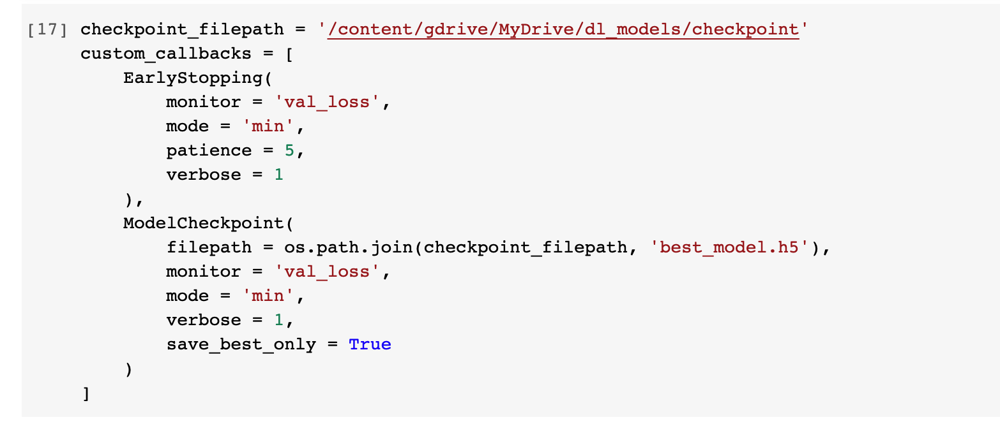 [17] checkpoint_filepath = '/content/gdrive/MyDrive/dl_models/checkpoint'
custom_callbacks = [
    EarlyStopping(
        monitor = 'val_loss',
        mode = 'min',
        patience = 5,
        verbose = 1
    ),
    ModelCheckpoint(
        filepath = os.path.join(checkpoint_filepath, 'best_model.h5'),
        monitor = 'val_loss',
        mode = 'min',
        verbose = 1,
        save_best_only = True
    )
]